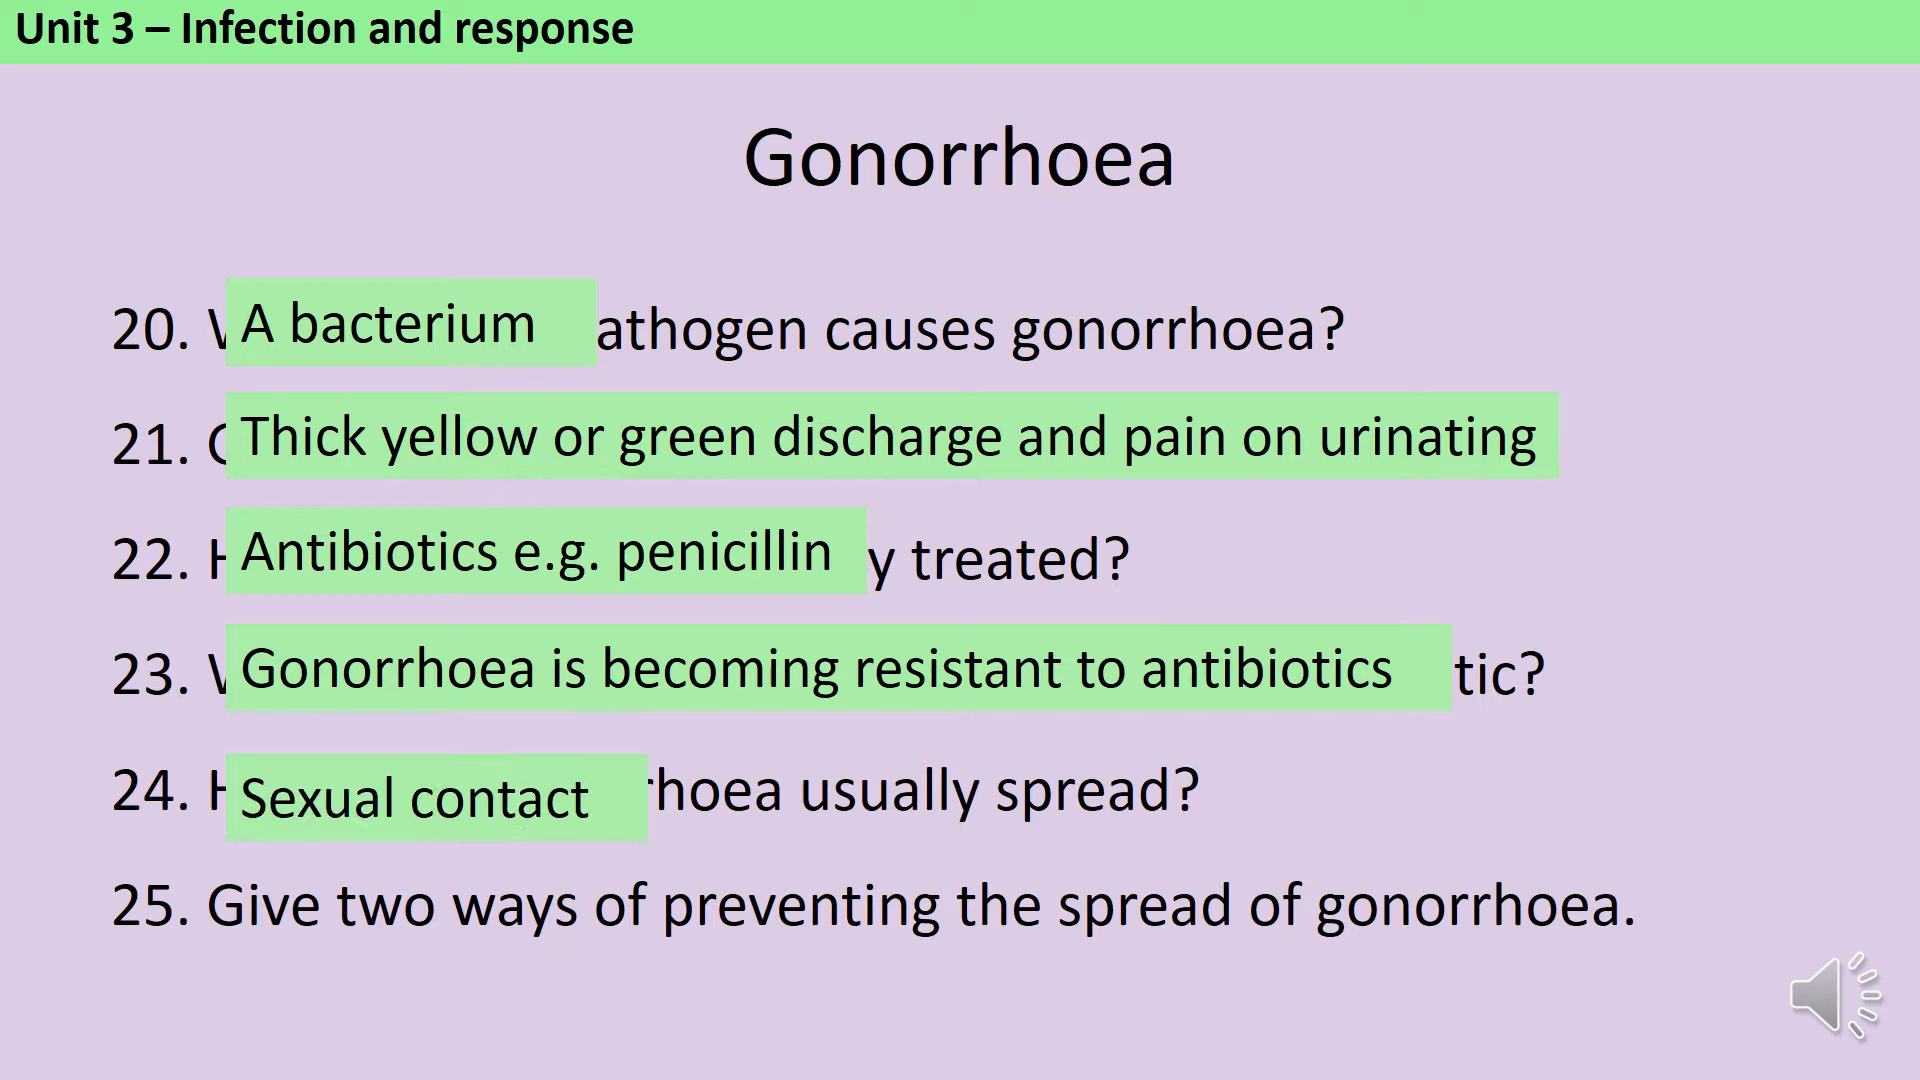 Unit 3 – Infection and response
Gonorrhoea
20. A bacterium athogen causes gonorrhoea?
21. Thick yellow or green discharge and pain on urinating
22. Antibiotics e.g. penicillin y treated?
23. Gonorrhoea is becoming resistant to antibiotics tic?
24. Sexual contact rhoea usually spread?
25. Give two ways of preventing the spread of gonorrhoea.